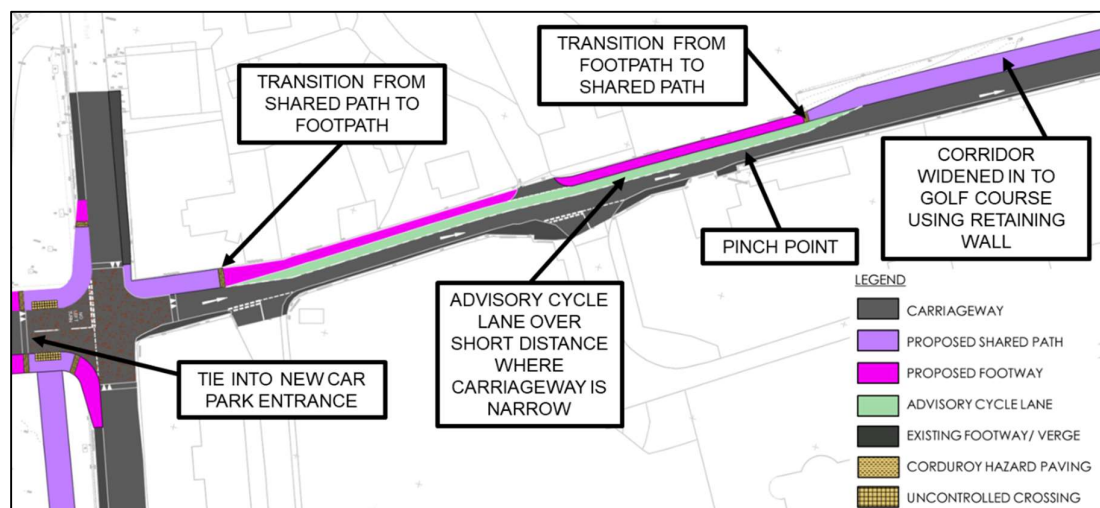 TRANSITION FROM
SHARED PATH TO
FOOTPATH
TRANSITION FROM
FOOTPATH TO
SHARED PATH
CORRIDOR
WIDENED IN TO
GOLF COURSE
USING RETAINING
WALL
PINCH POINT
ADVISORY CYCLE
LANE OVER
SHORT DISTANCE
WHERE
CARRIAGEWAY IS
NARROW
TIE INTO NEW CAR
PARK ENTRANCE
LEGEND
CARRIAGEWAY
PROPOSED SHARED PATH
PROPOSED FOOTWAY
ADVISORY CYCLE LANE
EXISTING FOOTWAY/ VERGE
CORDUROY HAZARD PAVING
UNCONTROLLED CROSSING